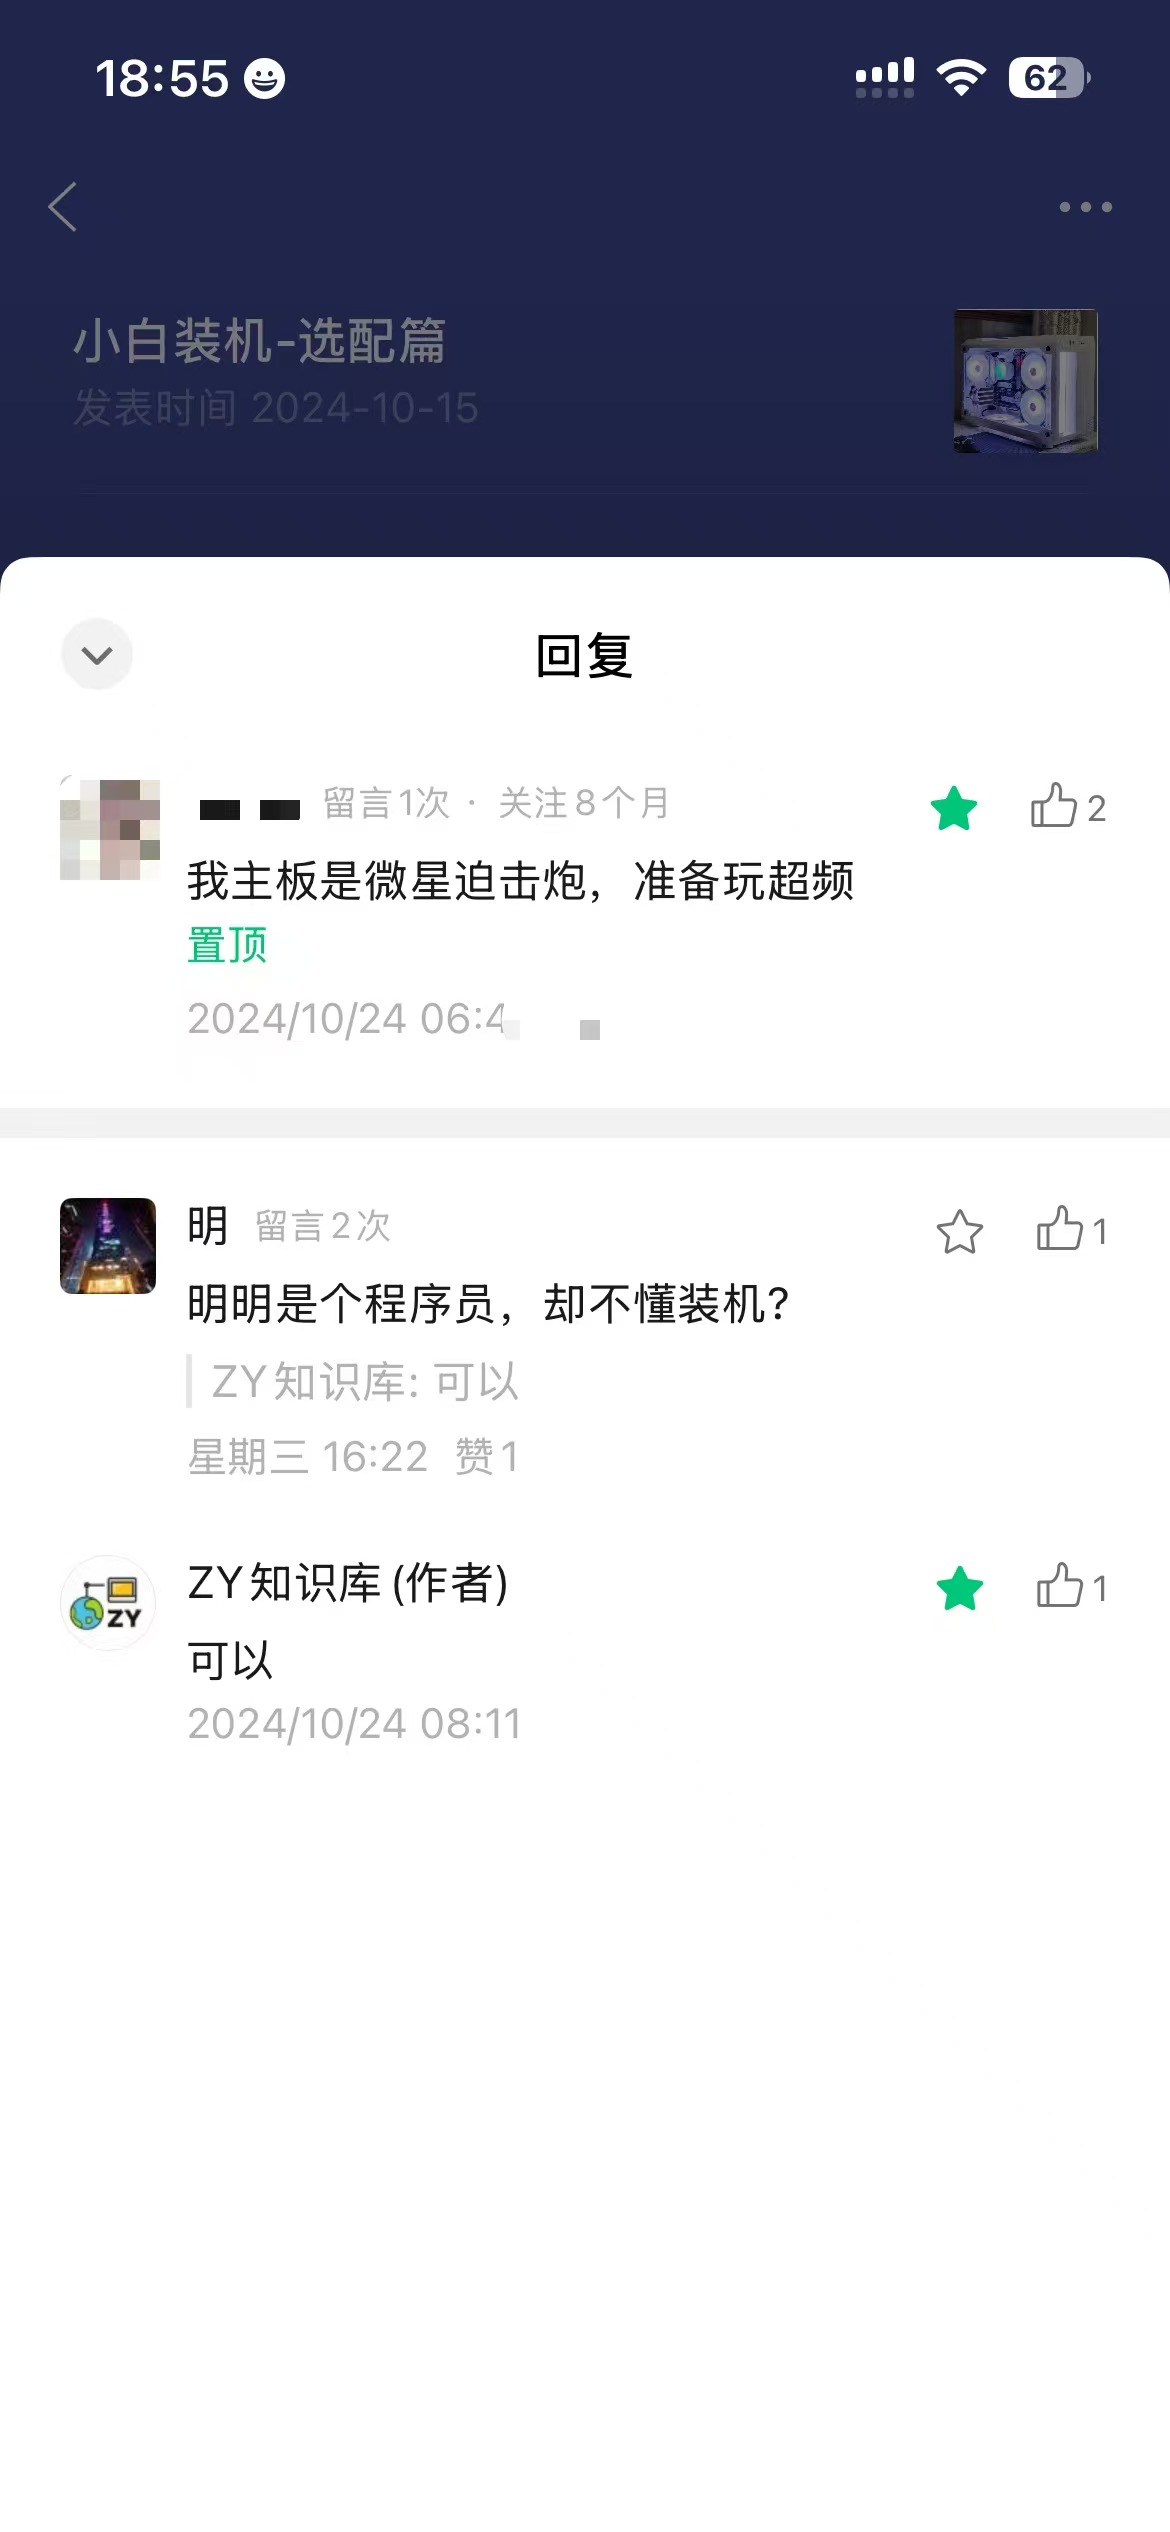 18:55
62
小白装机-选配篇
发表时间 2024-10-15
回复
留言1次 · 关注8个月
2
我主板是微星迫击炮，准备玩超频
置顶
2024/10/24 06:4
明 留言2次
1
明明是个程序员，却不懂装机？
ZY知识库: 可以
星期三 16:22 赞1
ZY
ZY知识库 (作者)
1
可以
2024/10/24 08:11